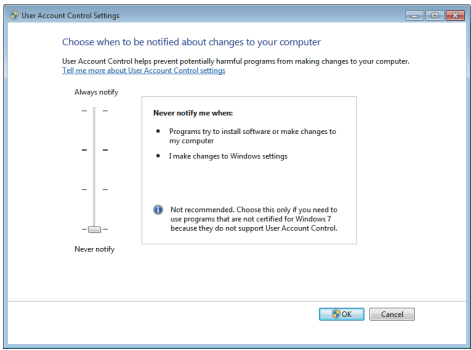 User Account Control Settings
Choose when to be notified about changes to your computer
User Account Control helps prevent potentially harmful programs from making changes to your computer.
Tell me more about User Account Control settings
Always notify
Never notify me when:
• Programs try to install software or make changes to
my computer
• I make changes to Windows settings
Not recommended. Choose this only if you need to
use programs that are not certified for Windows 7
because they do not support User Account Control.
Never notify
OK
Cancel